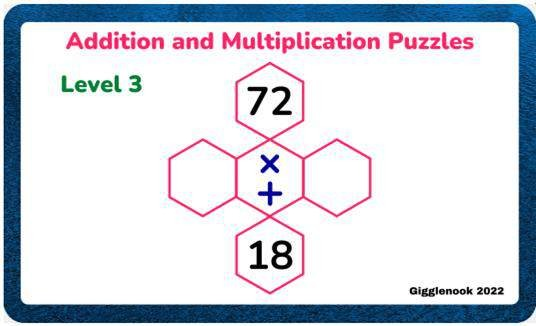 Addition and Multiplication Puzzles
Level 3
72
×
+
18
Gigglenook 2022